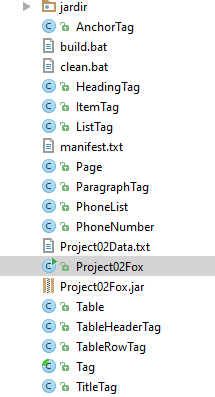 jardir
AnchorTag
build.bat
clean.bat
HeadingTag
ItemTag
ListTag
manifest.txt
Page
ParagraphTag
PhoneList
PhoneNumber
Project02Data.txt
Project02Fox
Project02Fox.jar
Table
TableHeaderTag
TableRowTag
Tag
TitleTag